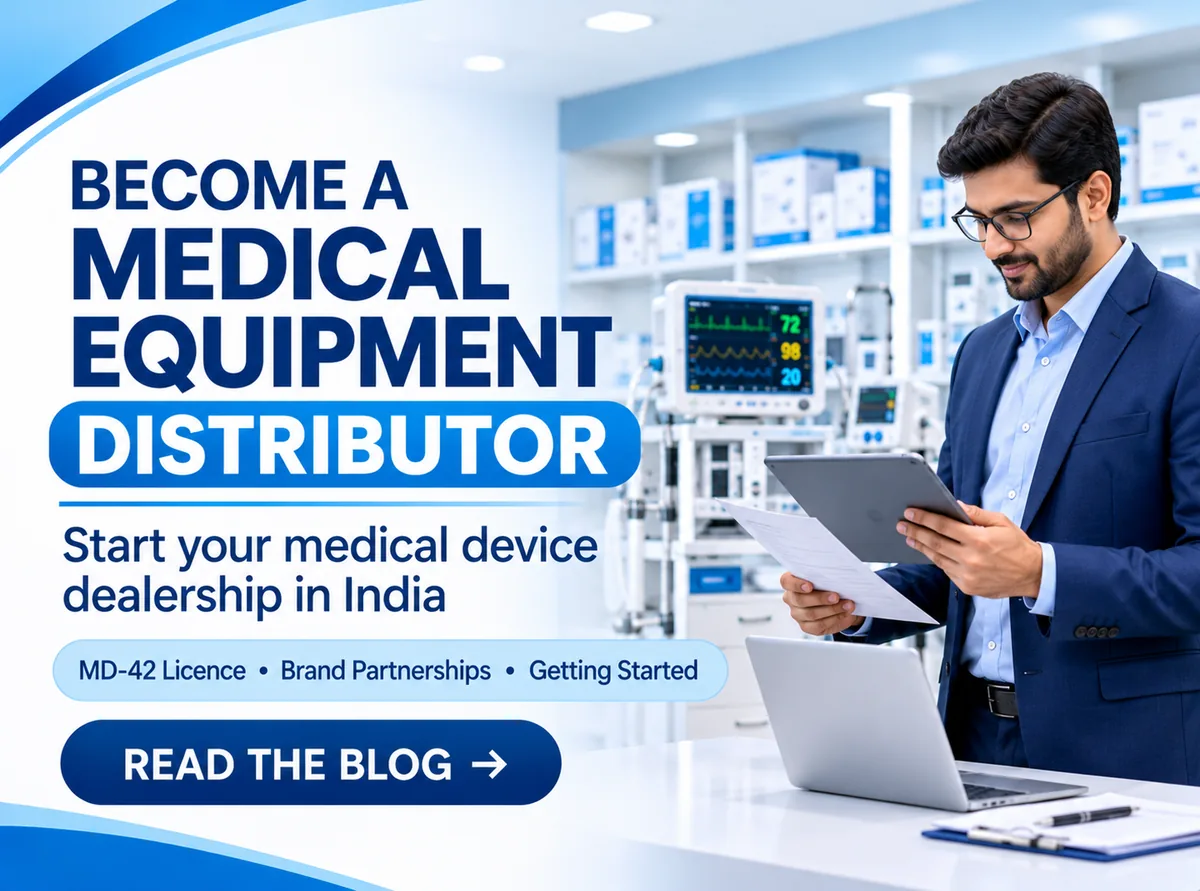 BECOME A
MEDICAL
EQUIPMENT
DISTRIBUTOR
Start your medical device
dealership in India
MD-42 Licence • Brand Partnerships • Getting Started
READ THE BLOG →
72
98
20